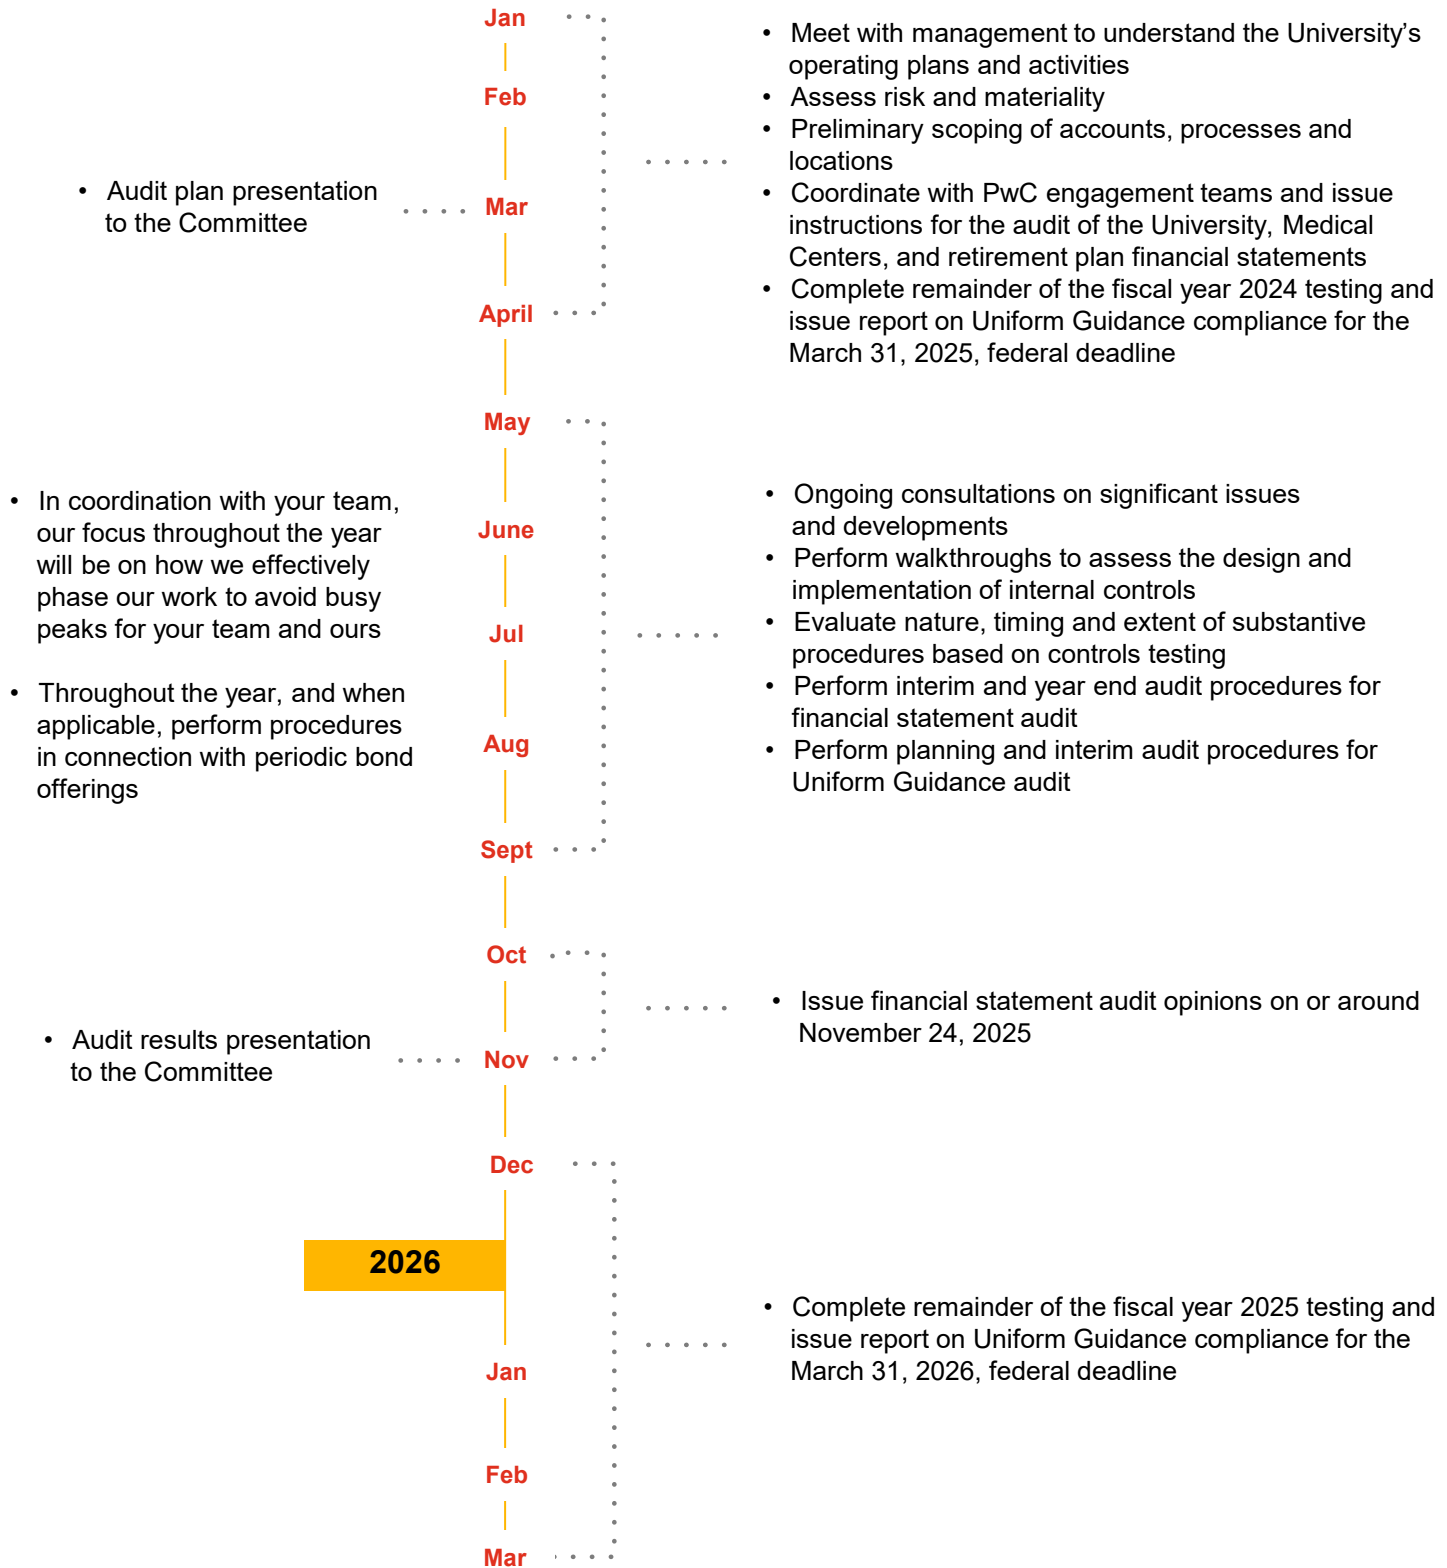 Jan
• Meet with management to understand the University’s
operating plans and activities
Feb
• Assess risk and materiality
• Preliminary scoping of accounts, processes and
locations
• Audit plan presentation
to the Committee
Mar
• Coordinate with PwC engagement teams and issue
instructions for the audit of the University, Medical
Centers, and retirement plan financial statements
April
• Complete remainder of the fiscal year 2024 testing and
issue report on Uniform Guidance compliance for the
March 31, 2025, federal deadline
May
• In coordination with your team,
our focus throughout the year
will be on how we effectively
phase our work to avoid busy
peaks for your team and ours
• Throughout the year, and when
applicable, perform procedures
in connection with periodic bond
offerings
June
Jul
Aug
Sept
• Ongoing consultations on significant issues
and developments
• Perform walkthroughs to assess the design and
implementation of internal controls
• Evaluate nature, timing and extent of substantive
procedures based on controls testing
• Perform interim and year end audit procedures for
financial statement audit
• Perform planning and interim audit procedures for
Uniform Guidance audit
Oct
• Issue financial statement audit opinions on or around
November 24, 2025
• Audit results presentation
to the Committee
Nov
Dec
2026
• Complete remainder of the fiscal year 2025 testing and
issue report on Uniform Guidance compliance for the
March 31, 2026, federal deadline
Jan
Feb
Mar